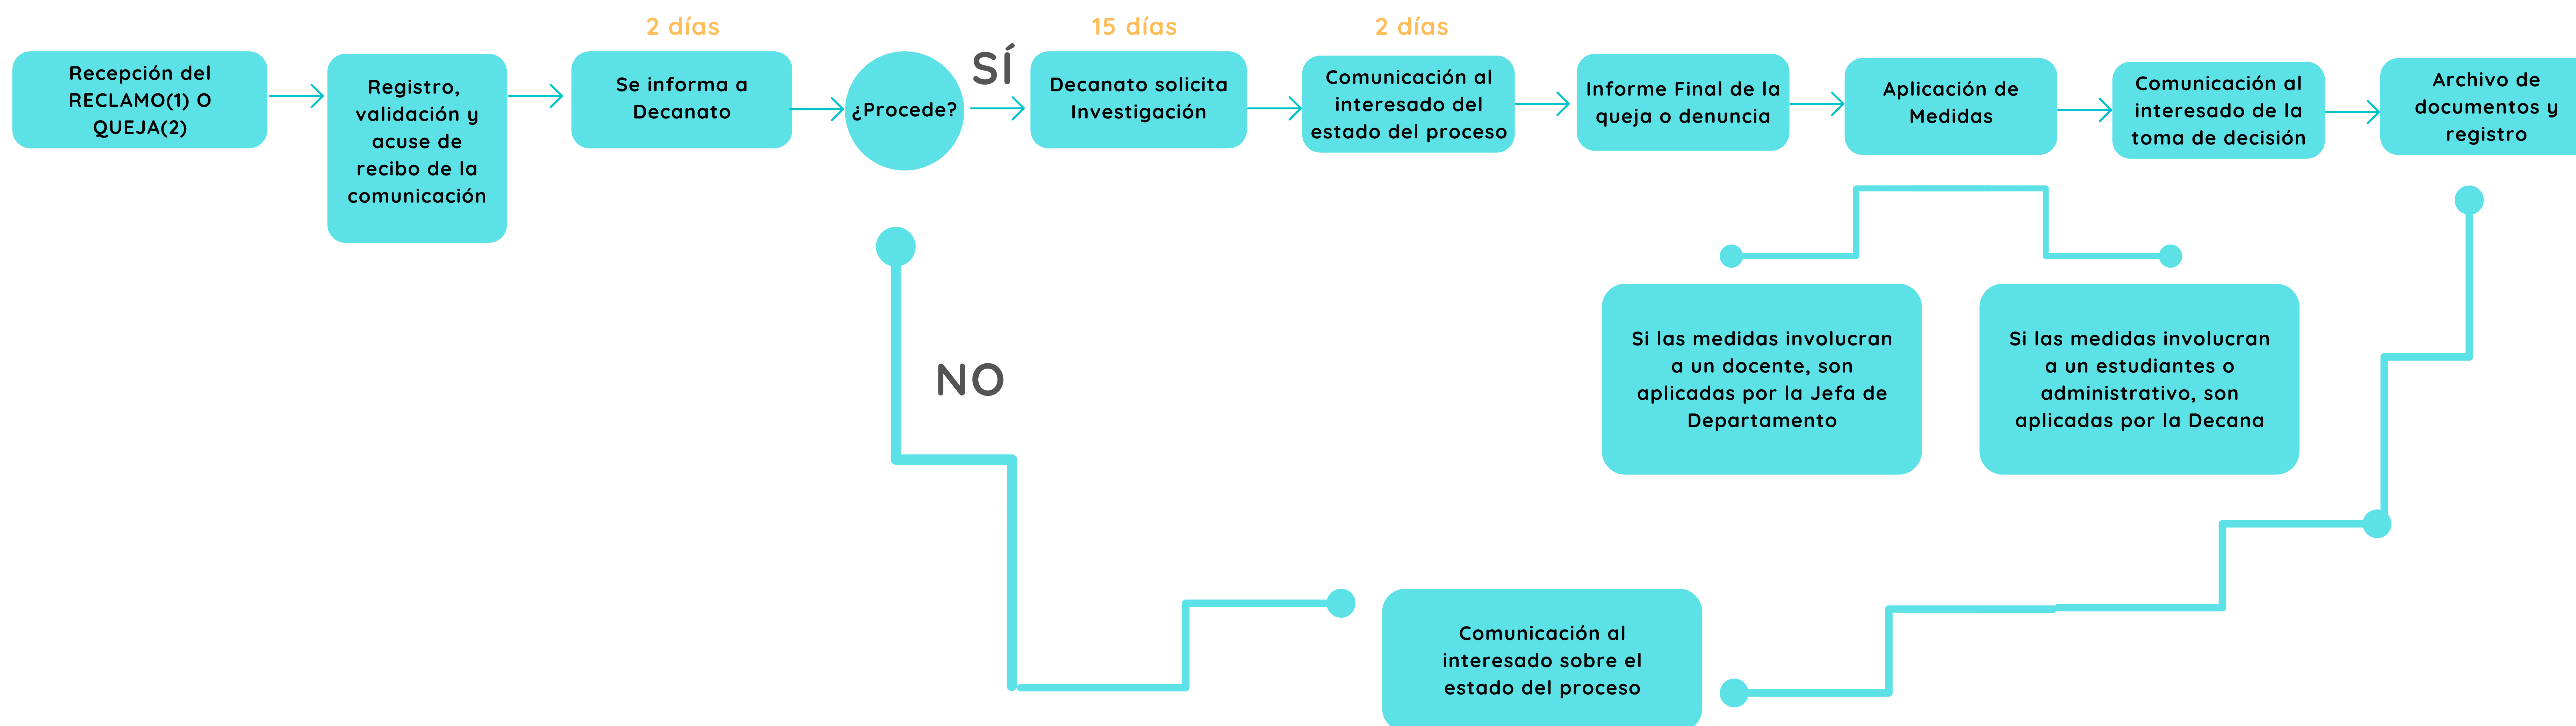 2 días
15 días
2 días
Recepción del
RECLAMO(1) O
QUEJA(2)
Registro,
validación y
acuse de
recibo de la
comunicación
Se informa a
Decanato
¿Procede?
SÍ
Decanato solicita
Investigación
Comunicación al
interesado del
estado del proceso
Informe Final de la
queja o denuncia
Aplicación de
Medidas
Comunicación al
interesado de la
toma de decisión
Archivo de
documentos y
registro
NO
Si las medidas involucran
a un docente, son
aplicadas por la Jefa de
Departamento
Si las medidas involucran
a un estudiantes o
administrativo, son
aplicadas por la Decana
Comunicación al
interesado sobre el
estado del proceso